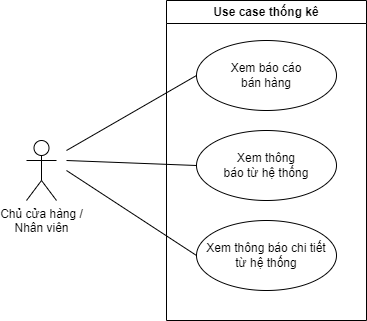 Use case thống kê
Xem báo cáo
bán hàng
Xem thông
báo từ hệ thống
Xem thông báo chi tiết
từ hệ thống
Chủ cửa hàng /
Nhân viên